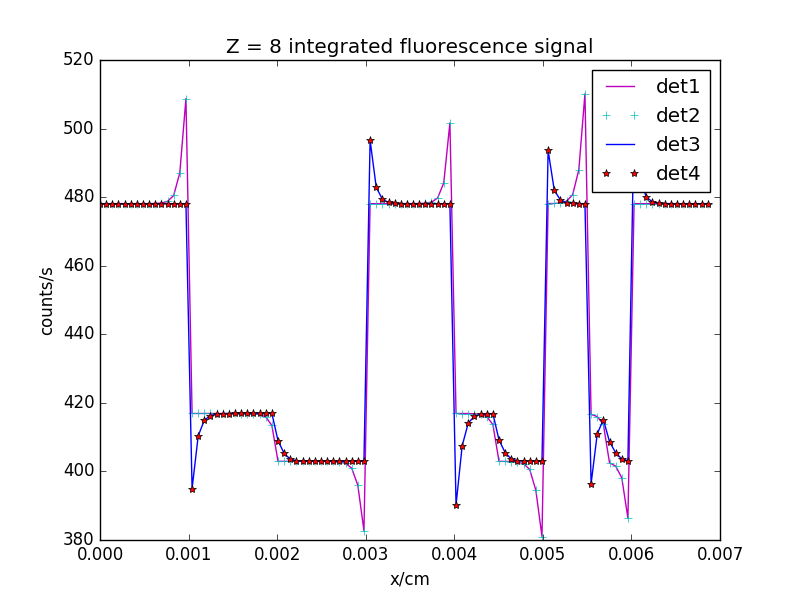 Z = 8 integrated fluorescence signal
520
500
480
460
440
420
400
380
counts/s
det1
det2
det3
det4
0.000 0.001 0.002 0.003 0.004 0.005 0.006 0.007
x/cm